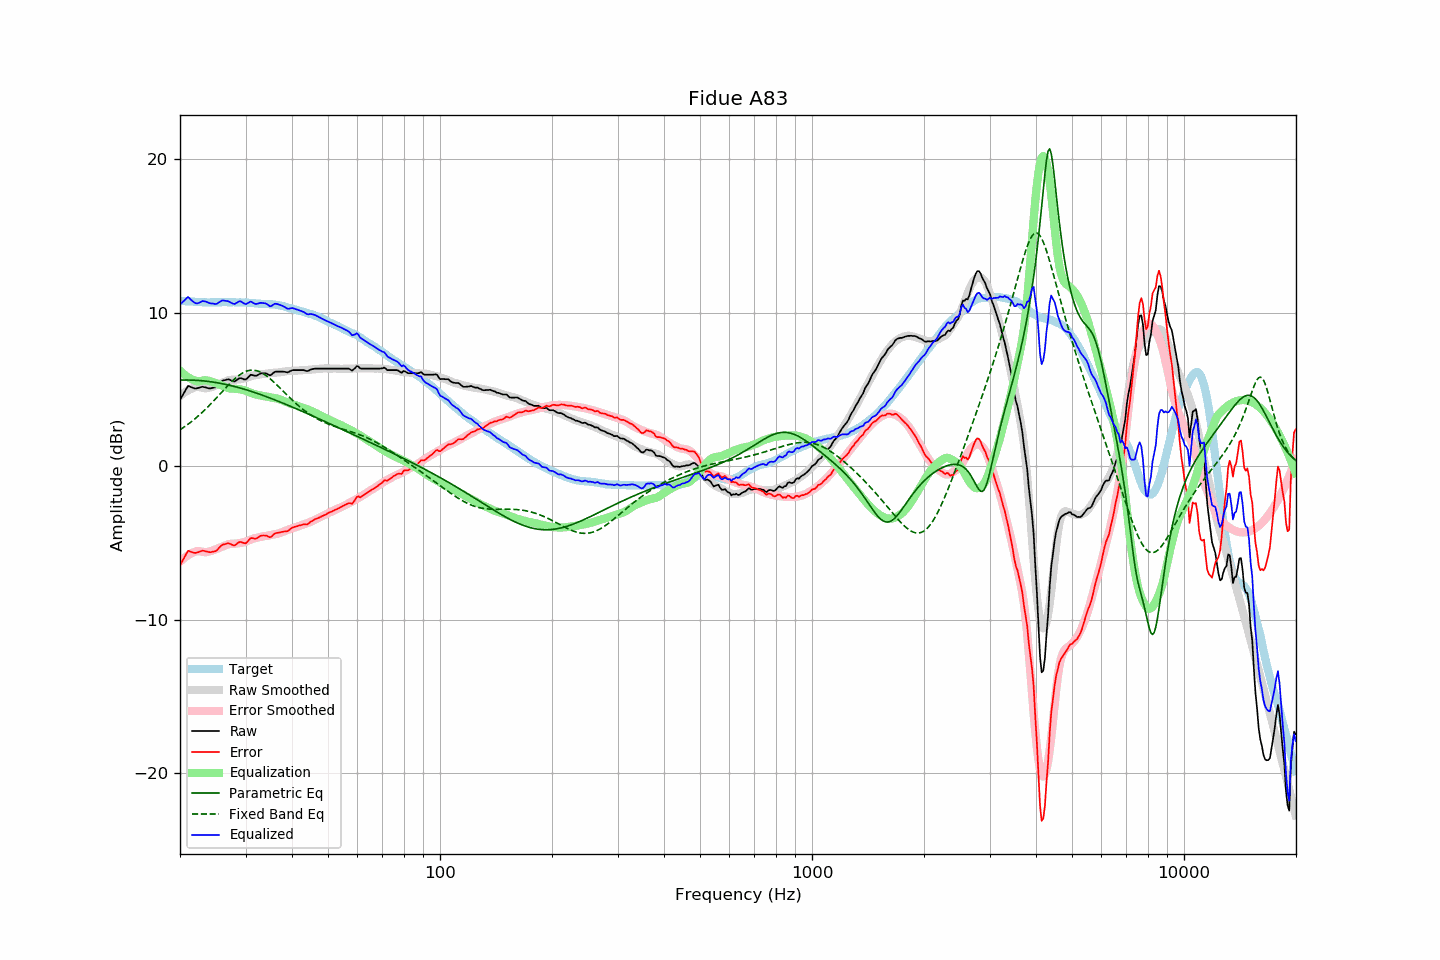 Fidue A83
20
10
0
−10
−20
Amplitude (dBr)
Target
Raw Smoothed
Error Smoothed
Raw
Error
Equalization
Parametric Eq
Fixed Band Eq
Equalized
100
1000
10000
Frequency (Hz)